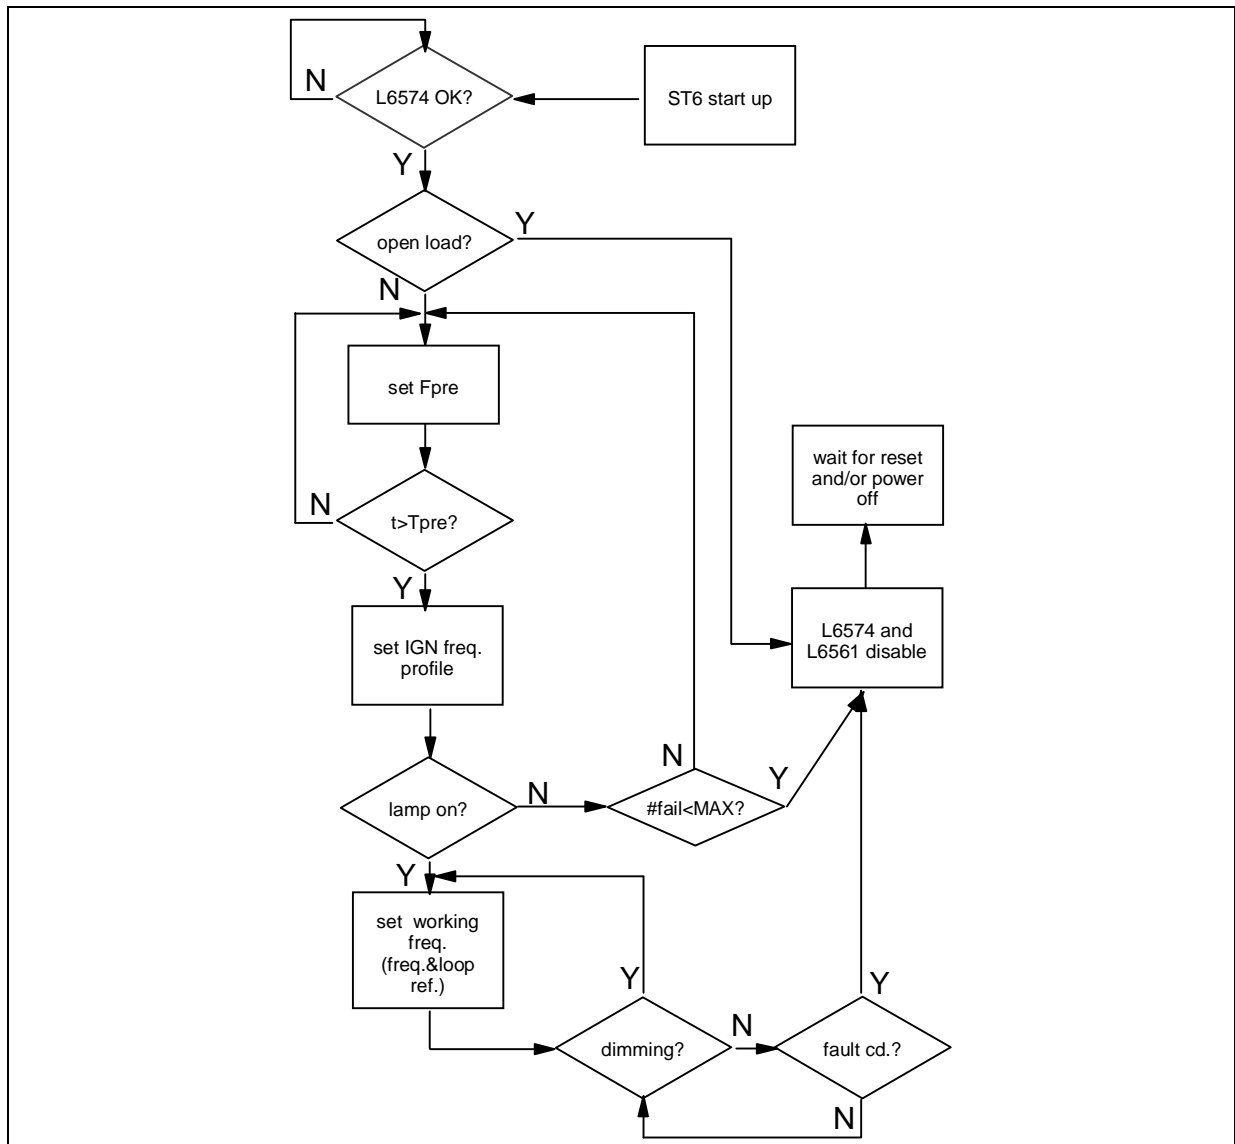 N
L6574 OK?
ST6 start up
Y
open load?
Y
N
set Fpre
wait for reset
and/or power
off
N
t>Tpre?
Y
set IGN freq.
profile
L6574 and
L6561 disable
lamp on?
N
N
#fail<MAX?
Y
Y
set working
freq.
(freq.&loop
ref.)
Y
dimming?
N
Y
fault cd.?
N